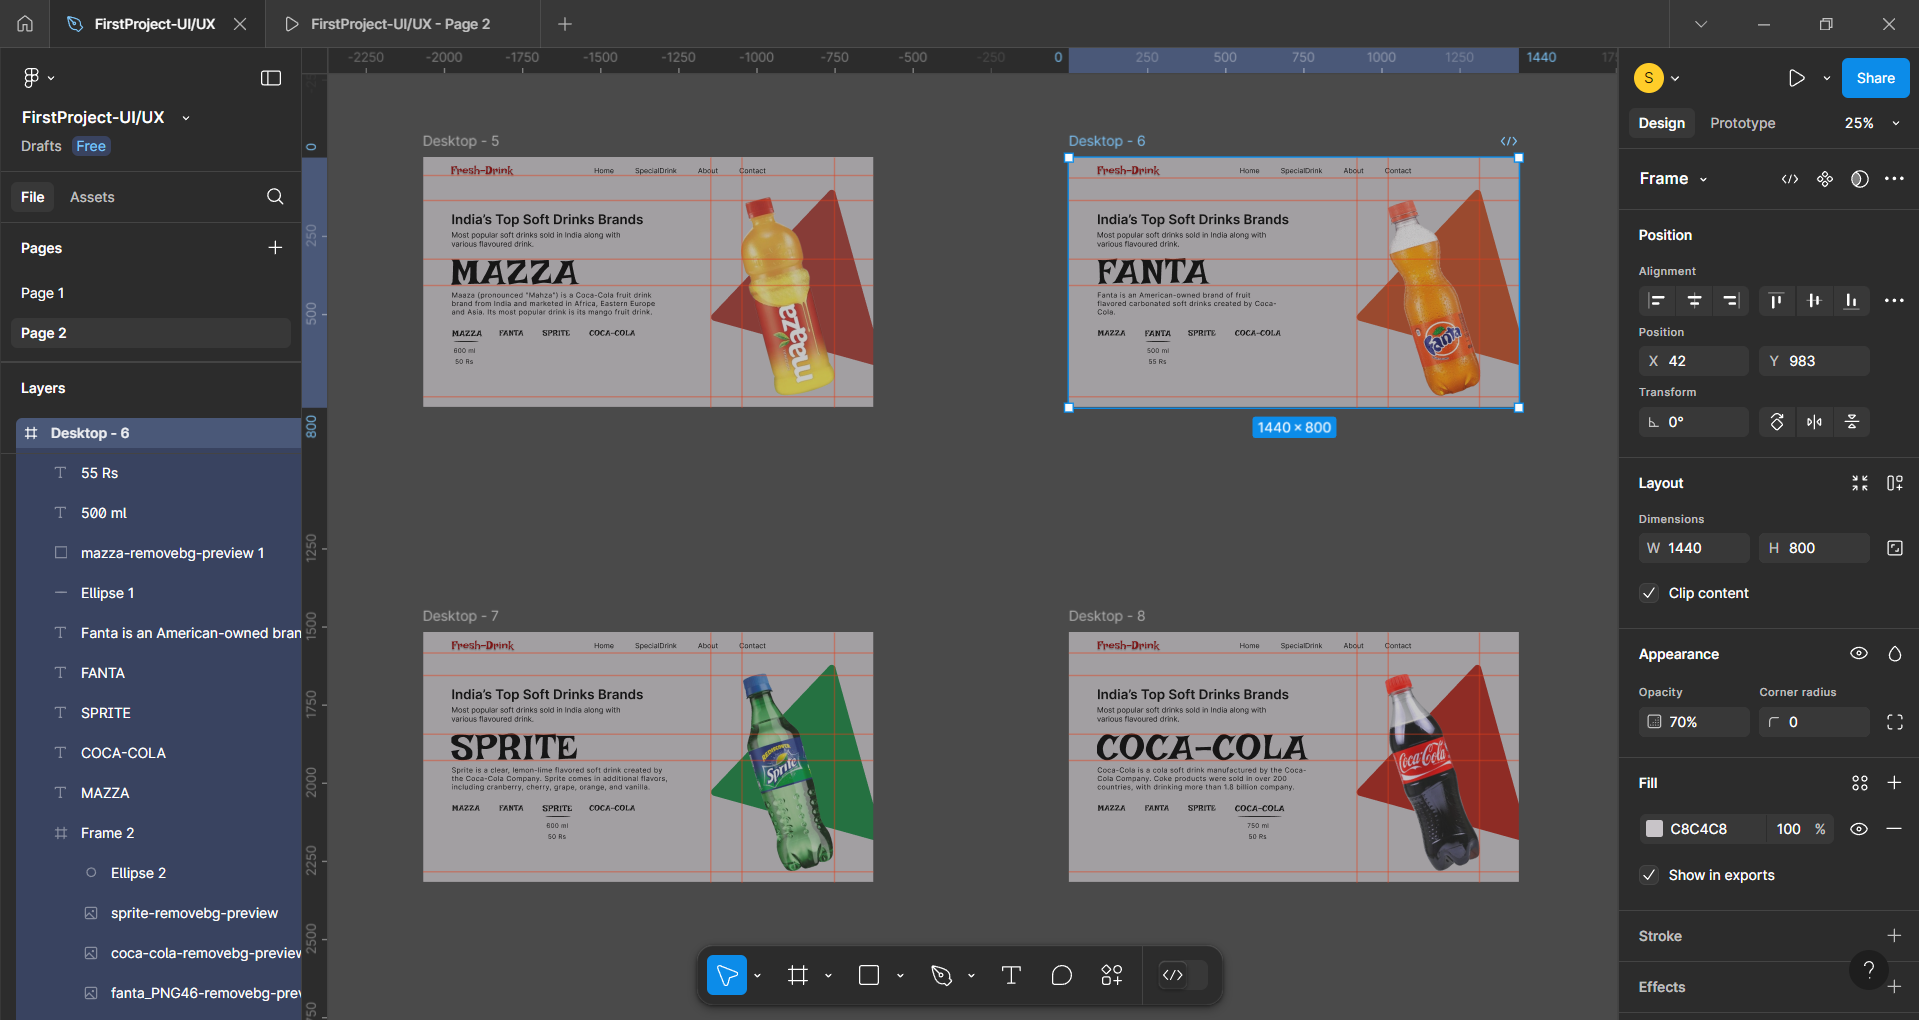 FirstProject-UI/UX
FirstProject-UI/UX - Page 2
FirstProject-UI/UX
Drafts Free
File Assets
Pages
Page 1
Page 2
Layers
Desktop - 6
55 Rs
500 ml
mazza-removebg-preview 1
Ellipse 1
Fanta is an American-owned bran
FANTA
SPRITE
COCA-COLA
MAZZA
Frame 2
Ellipse 2
sprite-removebg-preview
coca-cola-removebg-preview
fanta_PNG46-removebg-prev
-2250 -2000 -1750 -1500 -1250 -1000 -750 -500 -250 0 250 500 750 1000 1250 1440
0
250
500
800
1250
1500
1750
2000
2250
2500
Desktop - 5
Fresh-Drink
Home SpecialDrink About Contact
India's Top Soft Drinks Brands
Most popular soft drinks sold in India along with
various flavoured drink.
MAZZA
Maaza (pronounced "Mahza") is a Coca-Cola fruit drink
brand from India and marketed in Africa, Eastern Europe
and Asia. Its most popular drink is its mango fruit drink.
MAZZA FANTA SPRITE COCA-COLA
600 ml
50 Rs
maaza
Desktop - 6
Fresh-Drink
Home SpecialDrink About Contact
India's Top Soft Drinks Brands
Most popular soft drinks sold in India along with
various flavoured drink.
FANTA
Fanta is an American-owned brand of fruit
flavored carbonated soft drinks created by Coca-
Cola.
MAZZA FANTA SPRITE COCA-COLA
500 ml
55 Rs
Fanta
1440 × 800
Desktop - 7
Fresh-Drink
Home SpecialDrink About Contact
India's Top Soft Drinks Brands
Most popular soft drinks sold in India along with
various flavoured drink.
SPRITE
Sprite is a clear, lemon-lime flavored soft drink created by
the Coca-Cola Company. Sprite comes in additional flavors,
including cranberry, cherry, grape, orange, and vanilla.
MAZZA FANTA SPRITE COCA-COLA
600 ml
50 Rs
Sprite
Desktop - 8
Fresh-Drink
Home SpecialDrink About Contact
India's Top Soft Drinks Brands
Most popular soft drinks sold in India along with
various flavoured drink.
COCA-COLA
Coca-Cola is a cola soft drink manufactured by the Coca-
Cola Company. Coke products were sold in over 200
countries, with drinking more than 1.8 billion company.
MAZZA FANTA SPRITE COCA-COLA
750 ml
50 Rs
Coca-Cola
S
Share
Design Prototype 25%
Frame
Position
Alignment
Position
X 42 Y 983
Transform
0°
Layout
Dimensions
W 1440 H 800
Clip content
Appearance
Opacity Corner radius
70% 0
Fill
C8C4C8 100 %
Show in exports
Stroke
Effects
?